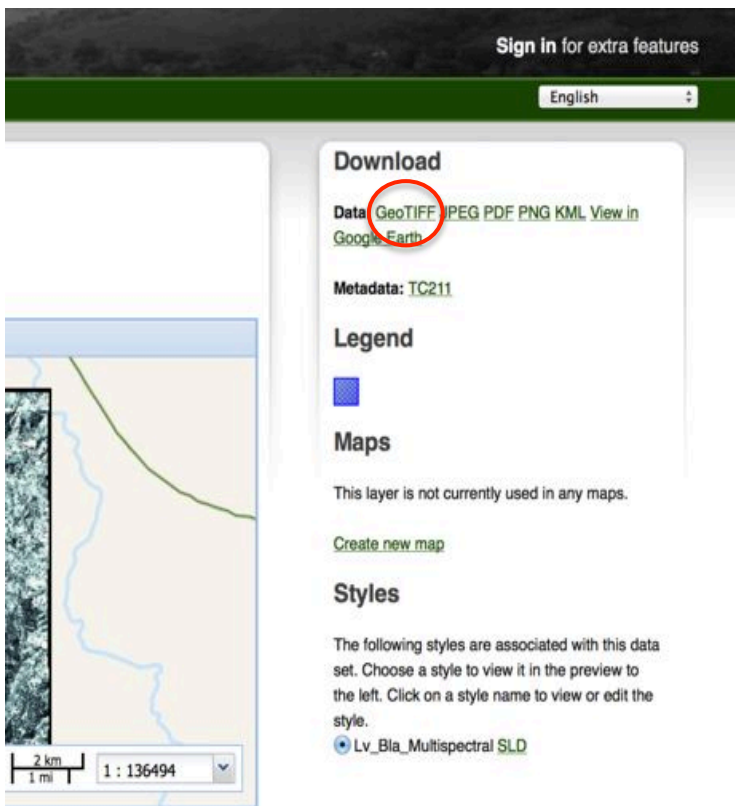 Sign in for extra features
English
Download
Data: GeoTIFF JPEG PDF PNG KML View in
Google Earth
Metadata: TC211
Legend
Maps
This layer is not currently used in any maps.
Create new map
Styles
The following styles are associated with this data
set. Choose a style to view it in the preview to
the left. Click on a style name to view or edit the
style.
Lv_Bla_Multispectral SLD
2 km
1 mi
1 : 136494